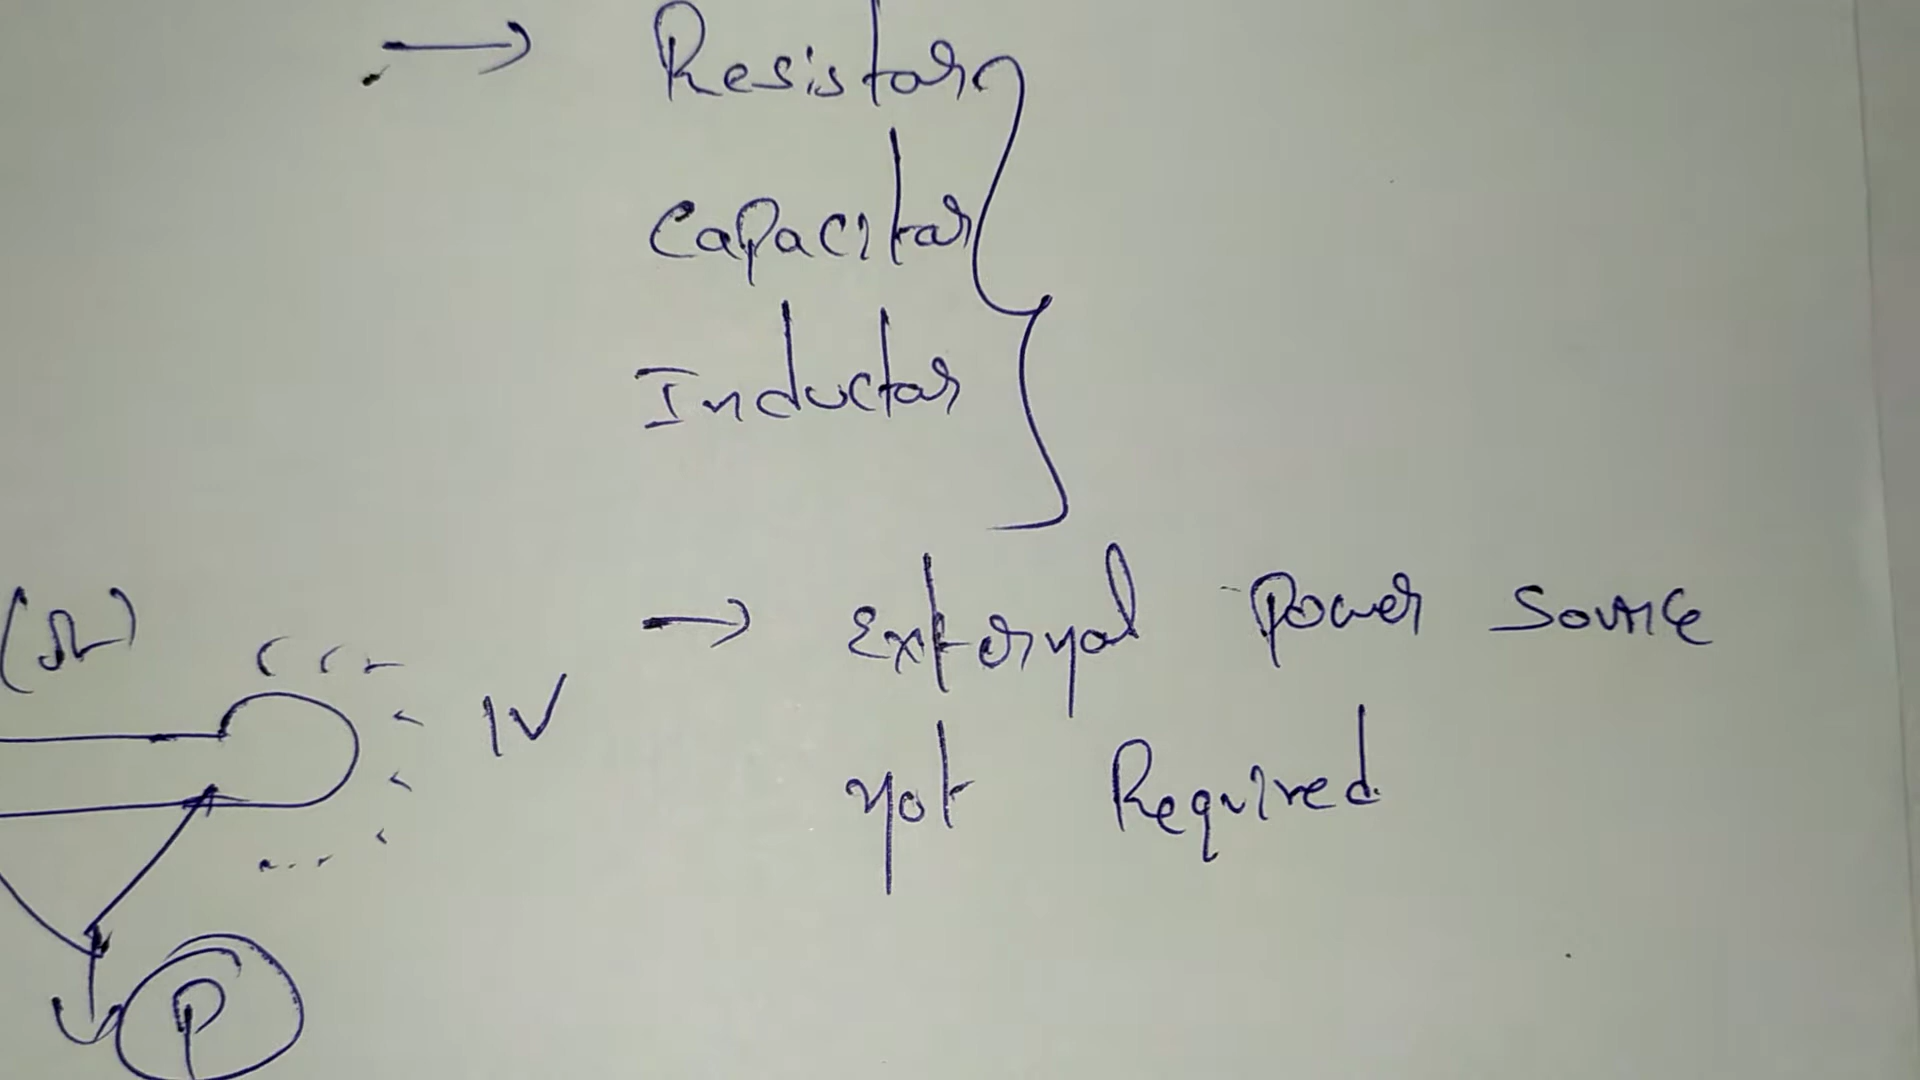 → Resistor
Capacitor
Inductor
(Ω)
1V
→ External Power Source
not Required
P